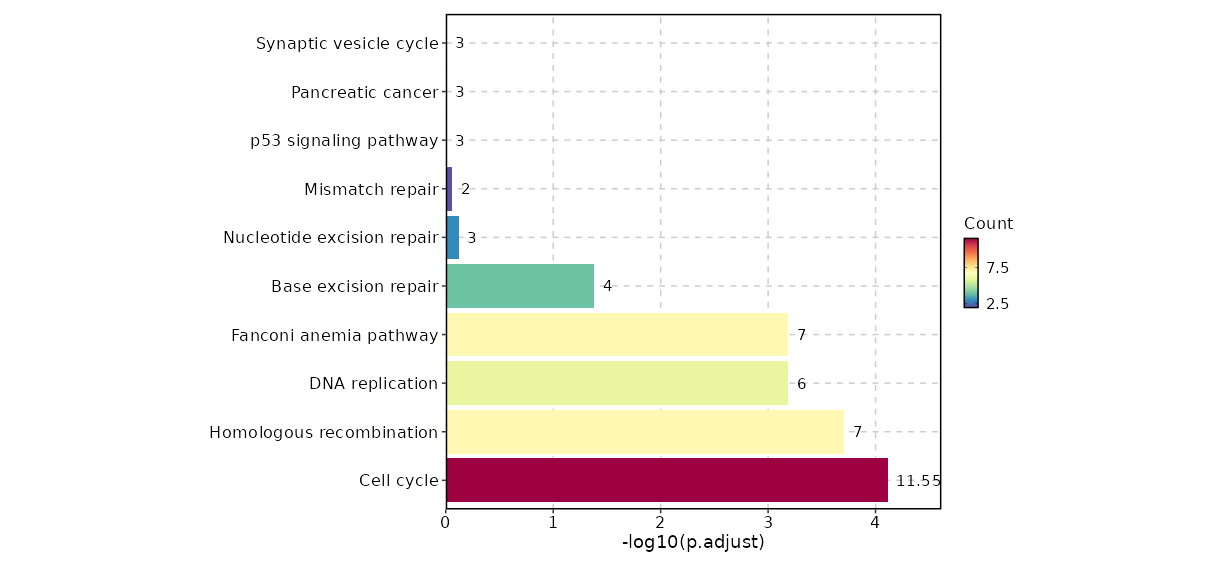 Synaptic vesicle cycle 3
Pancreatic cancer 3
p53 signaling pathway 3
Mismatch repair 2
Nucleotide excision repair 3
Base excision repair 4
Fanconi anemia pathway 7
DNA replication 6
Homologous recombination 7
Cell cycle 11.55
0 1 2 3 4
-log10(p.adjust)
Count
7.5
2.5